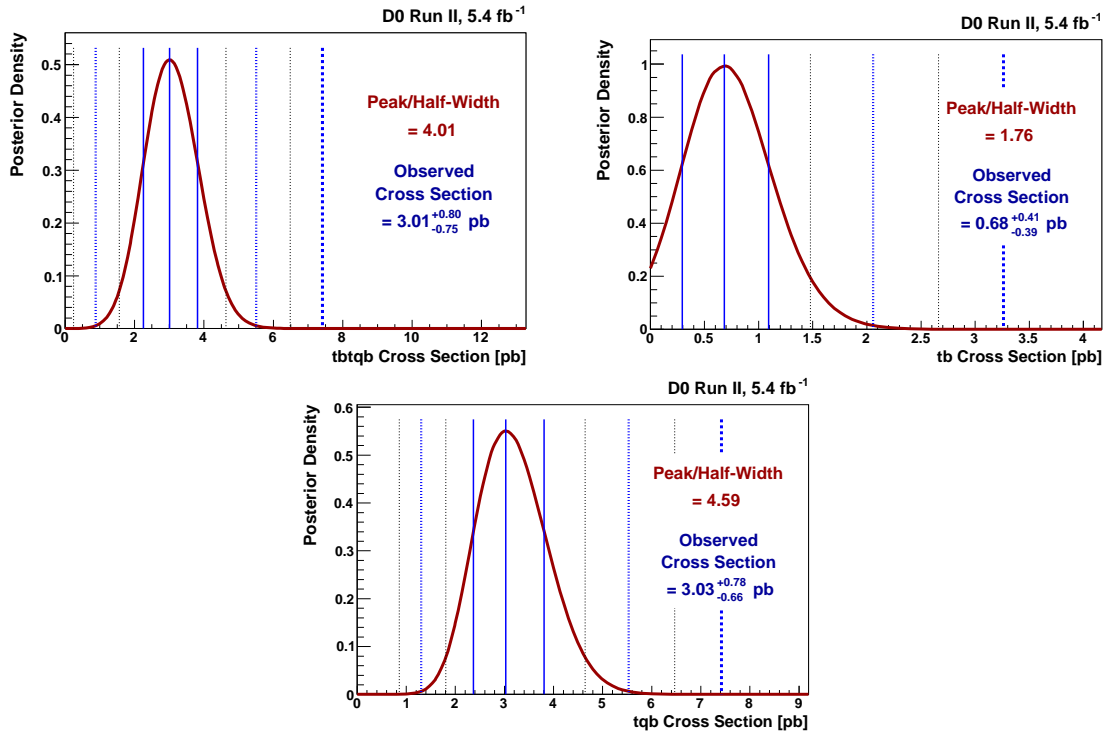 D0 Run II, 5.4 fb⁻¹
Posterior Density
0.5
0.4
0.3
0.2
0.1
0
Peak/Half-Width
= 4.01
Observed
Cross Section
= 3.01 +0.80 -0.75 pb
0 2 4 6 8 10 12
tbtqb Cross Section [pb]
D0 Run II, 5.4 fb⁻¹
Posterior Density
1
0.8
0.6
0.4
0.2
0
Peak/Half-Width
= 1.76
Observed
Cross Section
= 0.68 +0.41 -0.39 pb
0 0.5 1 1.5 2 2.5 3 3.5 4
tb Cross Section [pb]
D0 Run II, 5.4 fb⁻¹
Posterior Density
0.6
0.5
0.4
0.3
0.2
0.1
0
Peak/Half-Width
= 4.59
Observed
Cross Section
= 3.03 +0.78 -0.66 pb
0 1 2 3 4 5 6 7 8 9
tqb Cross Section [pb]